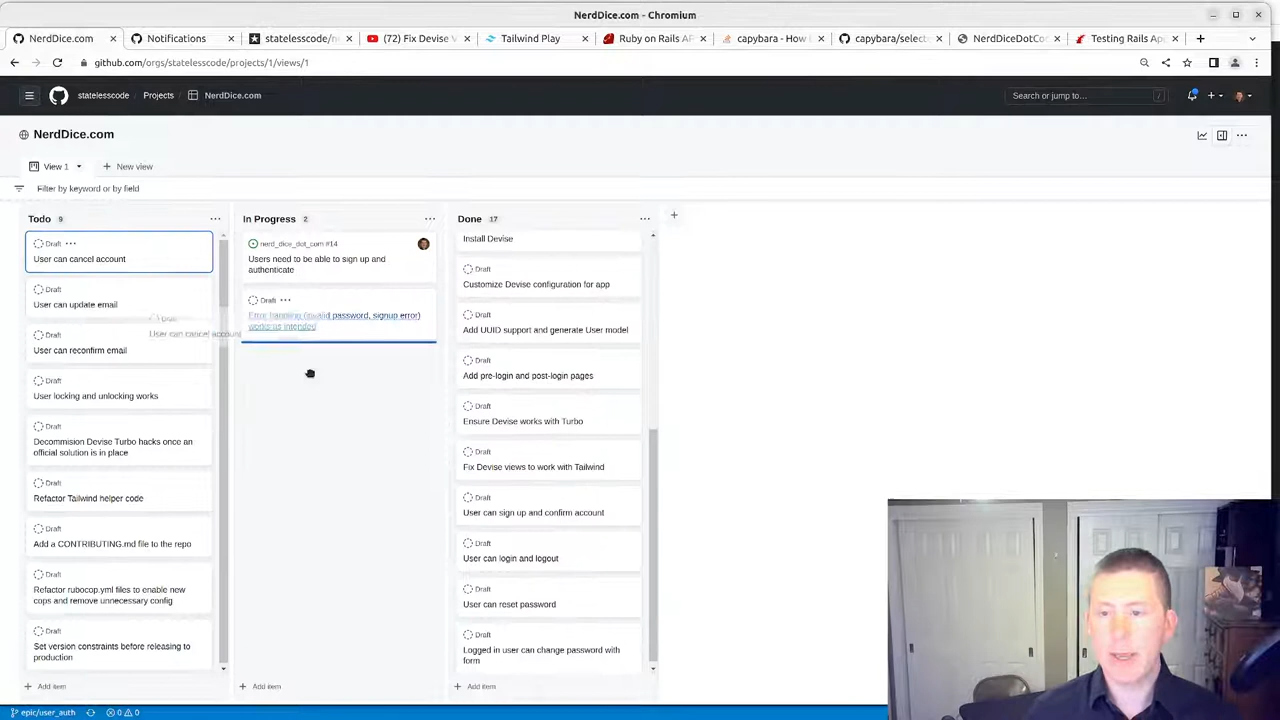 NerdDice.com - Chromium
NerdDice.com
Notifications
statelesscode/n
(72) Fix Devise V
Tailwind Play
Ruby on Rails AP
capybara - How
capybara/select
NerdDiceDotCo
Testing Rails Ap
github.com/orgs/statelesscode/projects/1/views/1
statelesscode
Projects
NerdDice.com
Search or jump to...
/
NerdDice.com
View 1
New view
Filter by keyword or by field
Todo 9
Draft
User can cancel account
Draft
User can update email
Draft
User can reconfirm email
Draft
User locking and unlocking works
Draft
Decommision Devise Turbo hacks once an
official solution is in place
Draft
Refactor Tailwind helper code
Draft
Add a CONTRIBUTING.md file to the repo
Draft
Refactor rubocop.yml files to enable new
cops and remove unnecessary config
Draft
Set version constraints before releasing to
production
Add item
Draft
User can cancel account
In Progress 2
nerd_dice_dot_com #14
Users need to be able to sign up and
authenticate
Draft
Error handling (invalid password, signup error)
works as intended
Add item
Done 17
Install Devise
Draft
Customize Devise configuration for app
Draft
Add UUID support and generate User model
Draft
Add pre-login and post-login pages
Draft
Ensure Devise works with Turbo
Draft
Fix Devise views to work with Tailwind
Draft
User can sign up and confirm account
Draft
User can login and logout
Draft
User can reset password
Draft
Logged in user can change password with
form
Add item
epic/user_auth
0
0